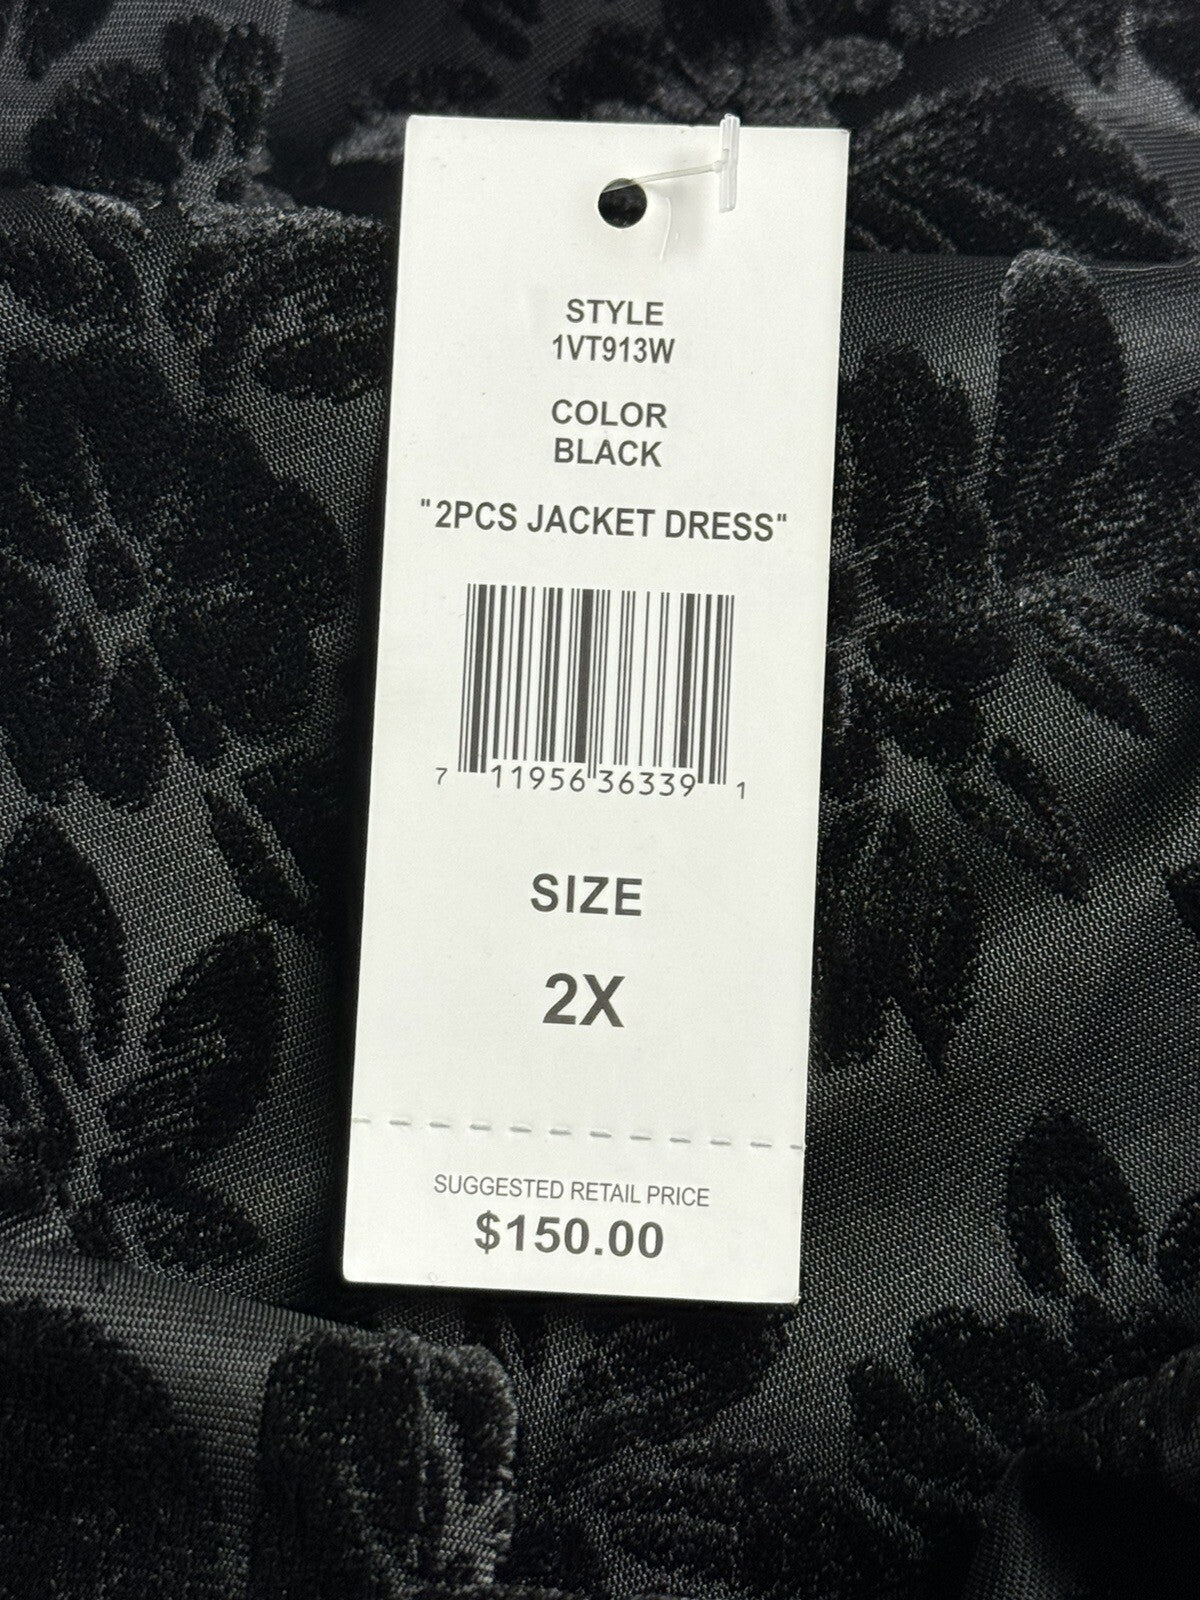 STYLE
1VT913W
COLOR
BLACK
"2PCS JACKET DRESS"
7 11956 36339 1
SIZE
2X
SUGGESTED RETAIL PRICE
$150.00